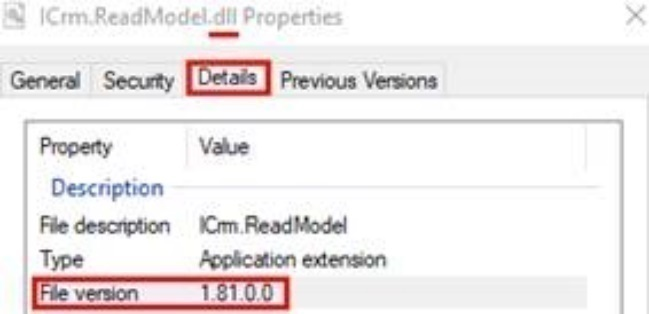 ICrm.ReadModel.dll Properties
General Security Details Previous Versions
Property Value
Description
File description ICrm.ReadModel
Type Application extension
File version 1.81.0.0